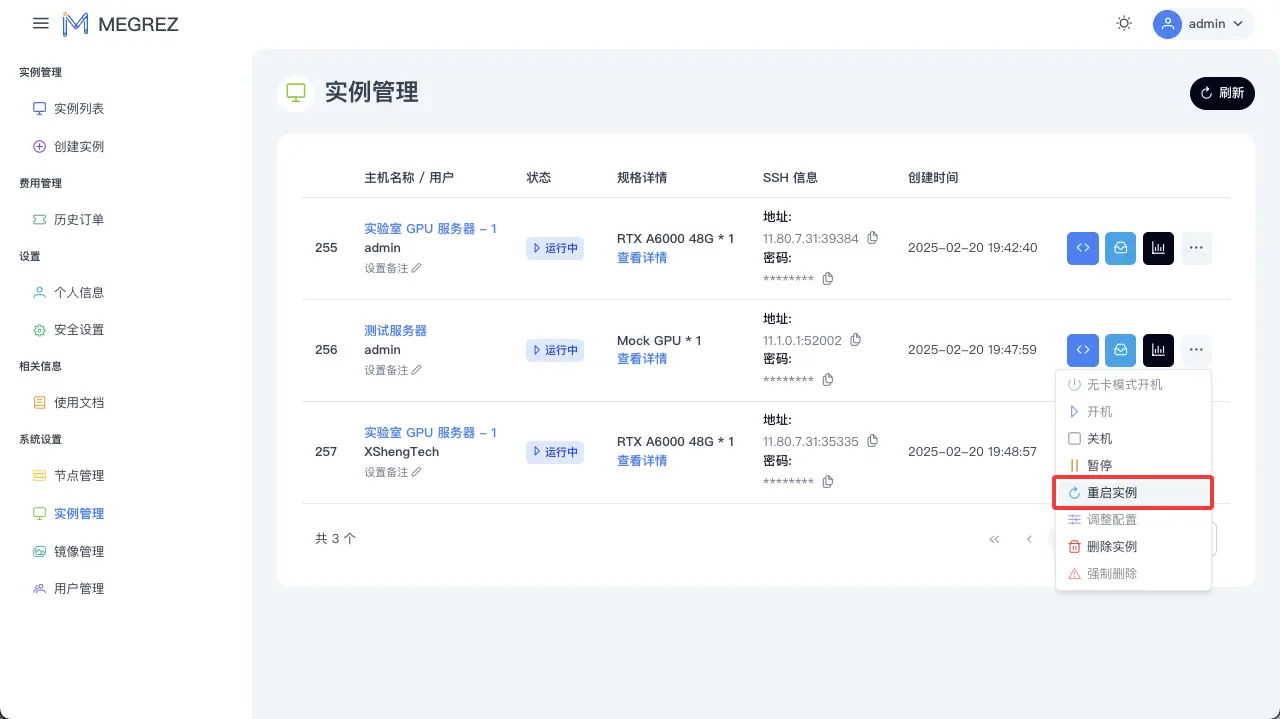 MEGREZ
admin
实例管理
实例列表
创建实例
费用管理
历史订单
设置
个人信息
安全设置
相关信息
使用文档
系统设置
节点管理
实例管理
镜像管理
用户管理
实例管理
刷新
主机名称 / 用户 状态 规格详情 SSH 信息 创建时间
255
实验室 GPU 服务器 - 1
admin
设置备注
运行中
RTX A6000 48G * 1
查看详情
地址:
11.80.7.31:39384
密码:
********
2025-02-20 19:42:40
256
测试服务器
admin
设置备注
运行中
Mock GPU * 1
查看详情
地址:
11.1.0.1:52002
密码:
********
2025-02-20 19:47:59
257
实验室 GPU 服务器 - 1
XShengTech
设置备注
运行中
RTX A6000 48G * 1
查看详情
地址:
11.80.7.31:35335
密码:
********
2025-02-20 19:48:57
无卡模式开机
开机
关机
暂停
重启实例
调整配置
删除实例
强制删除
共 3 个